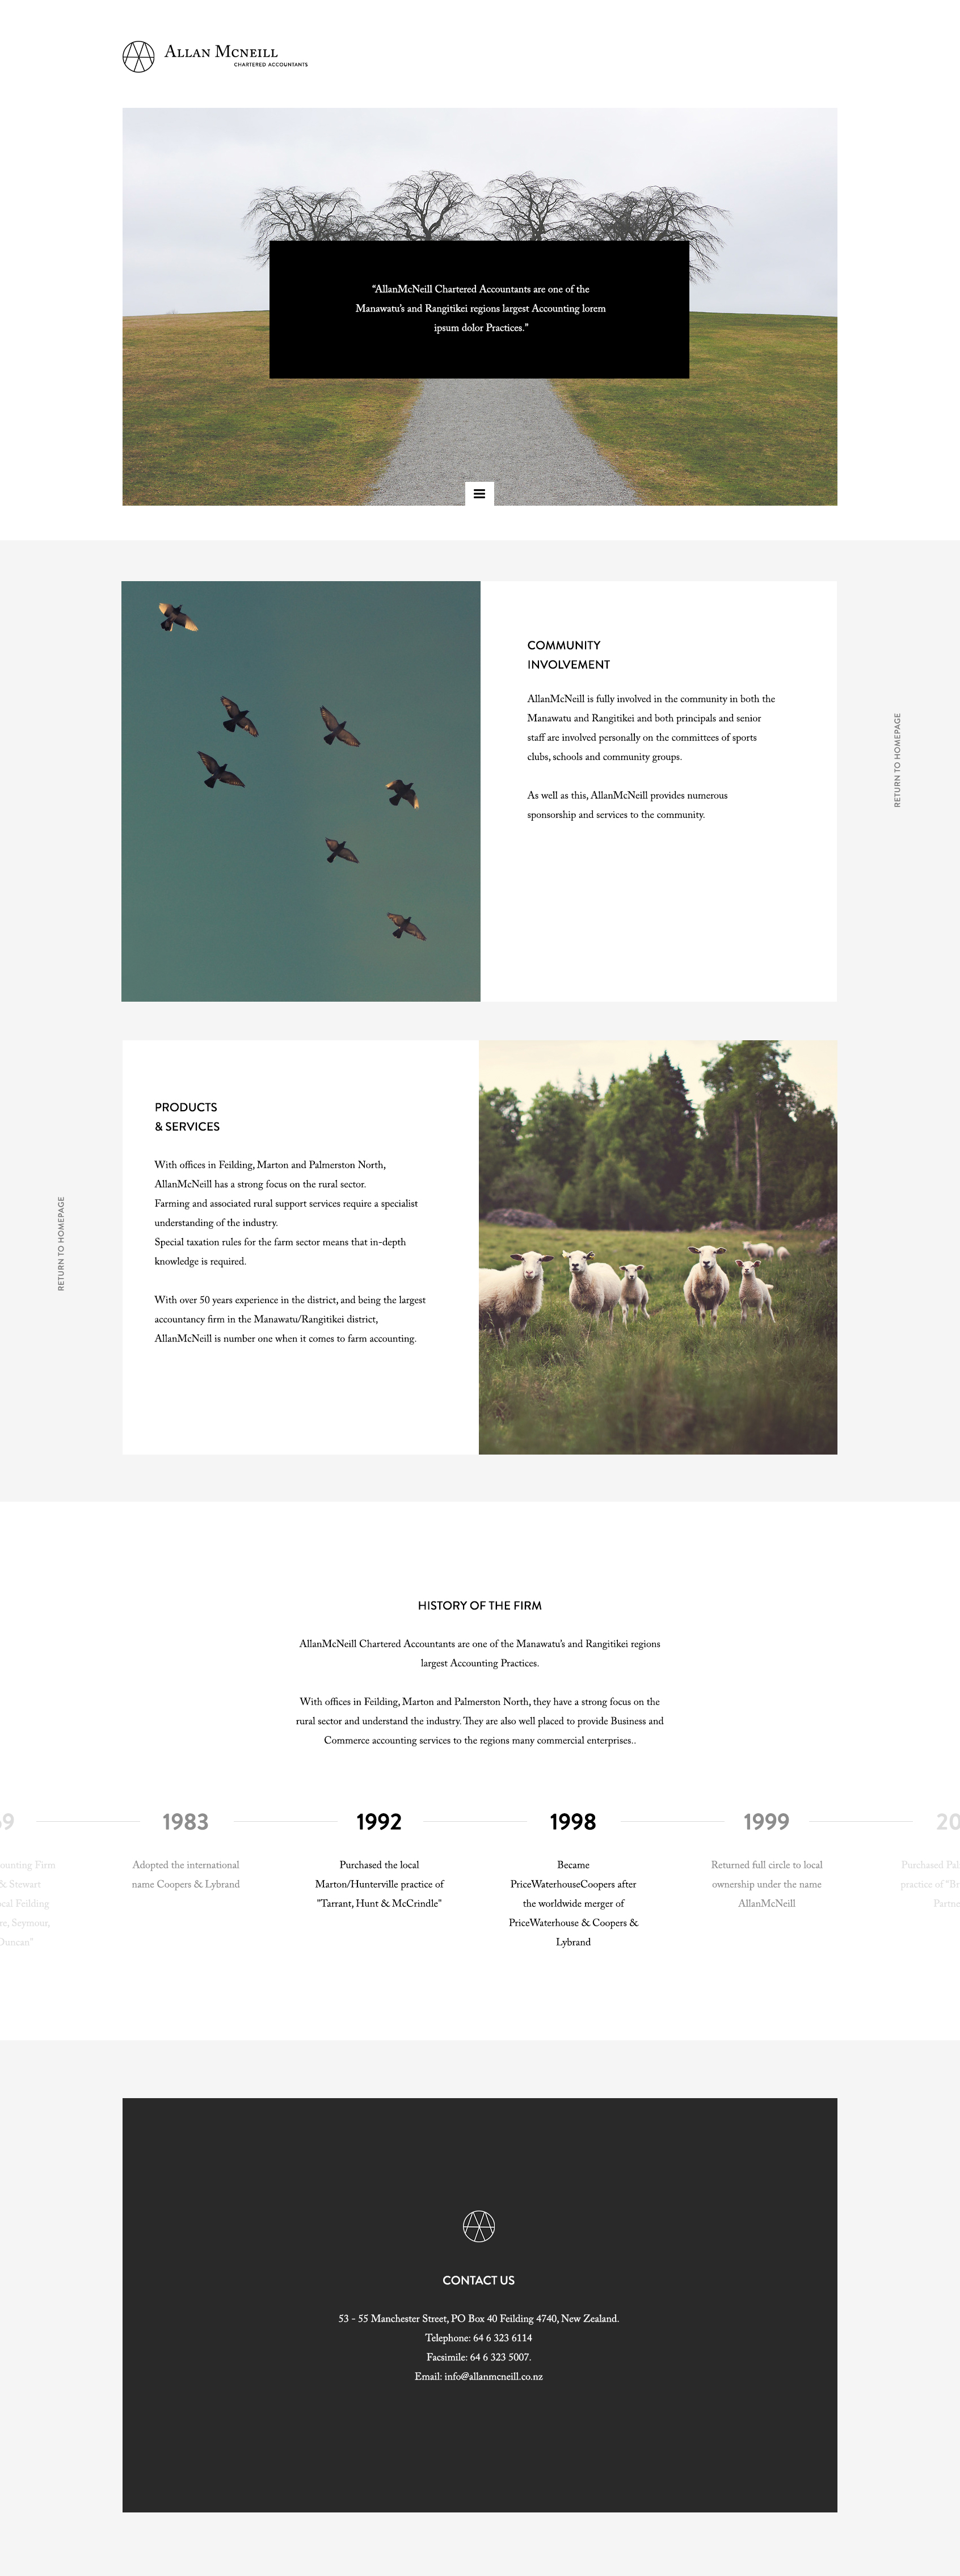 ALLAN MCNEILL
CHARTERED ACCOUNTANTS
“AllanMcNeill Chartered Accountants are one of the
Manawatu’s and Rangitikei regions largest Accounting lorem
ipsum dolor Practices.”
COMMUNITY
INVOLVEMENT
AllanMcNeill is fully involved in the community in both the
Manawatu and Rangitikei and both principals and senior
staff are involved personally on the committees of sports
clubs, schools and community groups.
As well as this, AllanMcNeill provides numerous
sponsorship and services to the community.
RETURN TO HOMEPAGE
PRODUCTS
& SERVICES
With offices in Feilding, Marton and Palmerston North,
AllanMcNeill has a strong focus on the rural sector.
Farming and associated rural support services require a specialist
understanding of the industry.
Special taxation rules for the farm sector means that in-depth
knowledge is required.
With over 50 years experience in the district, and being the largest
accountancy firm in the Manawatu/Rangitikei district,
AllanMcNeill is number one when it comes to farm accounting.
RETURN TO HOMEPAGE
HISTORY OF THE FIRM
AllanMcNeill Chartered Accountants are one of the Manawatu’s and Rangitikei regions
largest Accounting Practices.
With offices in Feilding, Marton and Palmerston North, they have a strong focus on the
rural sector and understand the industry. They are also well placed to provide Business and
Commerce accounting services to the regions many commercial enterprises..
9
ounting Firm
& Stewart
cal Feilding
re, Seymour,
Duncan"
1983
Adopted the international
name Coopers & Lybrand
1992
Purchased the local
Marton/Hunterville practice of
"Tarrant, Hunt & McCrindle"
1998
Became
PriceWaterhouseCoopers after
the worldwide merger of
PriceWaterhouse & Coopers &
Lybrand
1999
Returned full circle to local
ownership under the name
AllanMcNeill
20
Purchased Pal
practice of "Br
Partne
CONTACT US
53 - 55 Manchester Street, PO Box 40 Feilding 4740, New Zealand.
Telephone: 64 6 323 6114
Facsimile: 64 6 323 5007.
Email: info@allanmcneill.co.nz